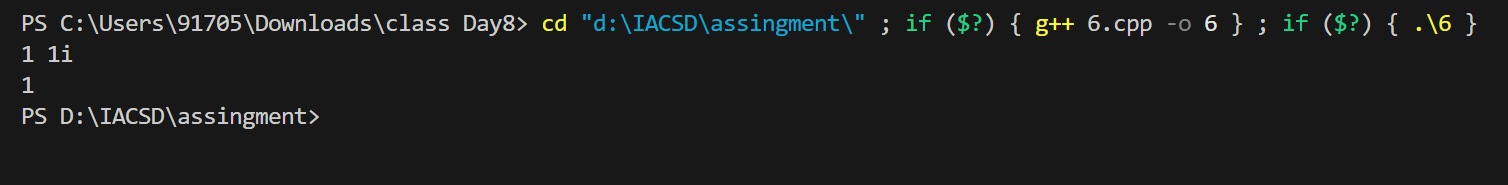 PS C:\Users\91705\Downloads\class Day8> cd "d:\IACSD\assingment\" ; if ($?) { g++ 6.cpp -o 6 } ; if ($?) { .\6 }
1 1i
1
PS D:\IACSD\assingment>